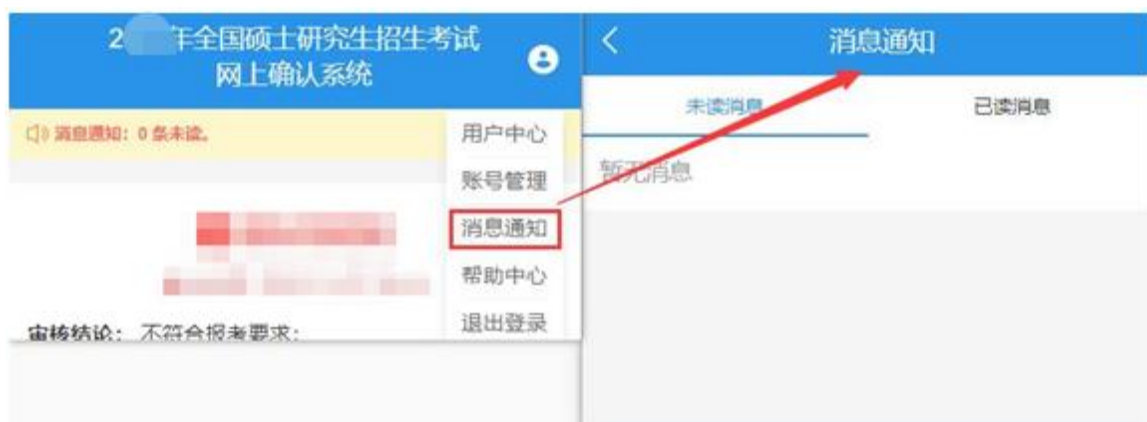 2 年全国硕士研究生招生考试
网上确认系统
消息通知：0 条未读。
用户中心
账号管理
消息通知
帮助中心
退出登录
审核结论： 不符合报考要求：
消息通知
未读消息
已读消息
暂无消息